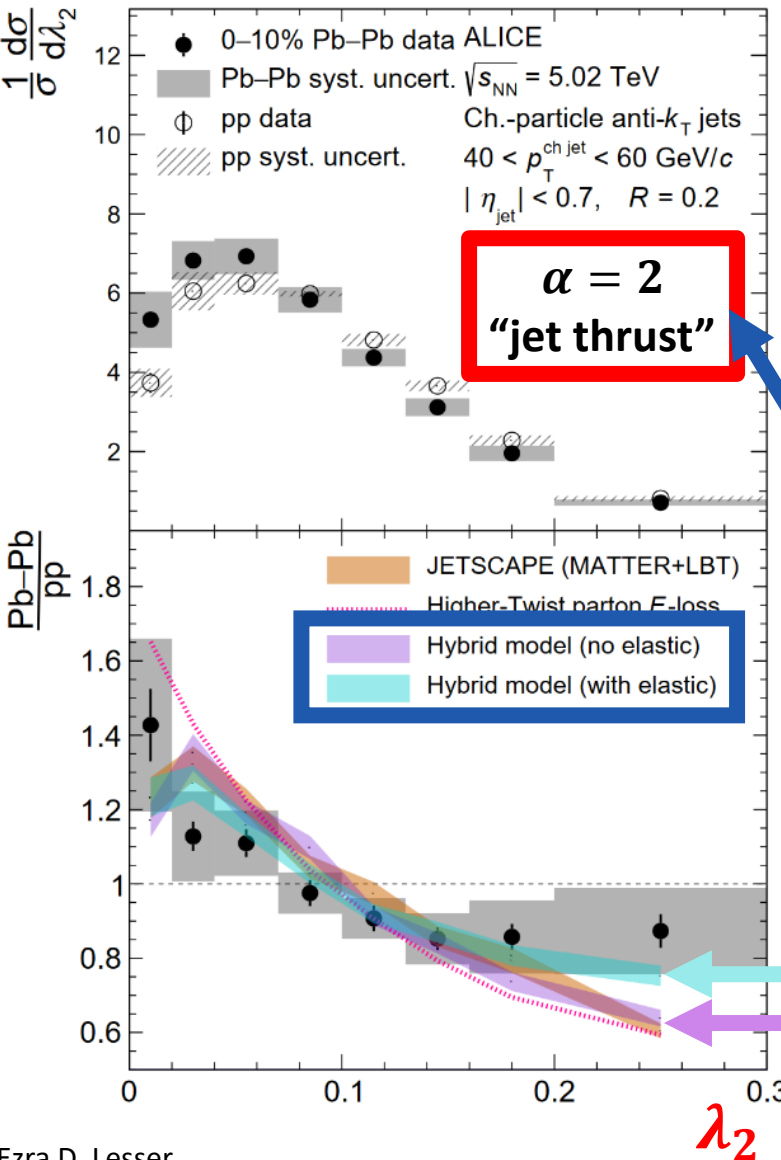 1/σ dσ/dλ₂
0–10% Pb–Pb data ALICE
Pb–Pb syst. uncert. √sNN = 5.02 TeV
pp data Ch.-particle anti-kT jets
pp syst. uncert. 40 < pTch jet < 60 GeV/c
| ηjet | < 0.7, R = 0.2
α = 2
“jet thrust”
12
10
8
6
4
2
Pb–Pb
pp
JETSCAPE (MATTER+LBT)
Higher-Twist parton E-loss
Hybrid model (no elastic)
Hybrid model (with elastic)
1.8
1.6
1.4
1.2
1
0.8
0.6
0 0.1 0.2 0.3
λ₂
Ezra D. Lesser